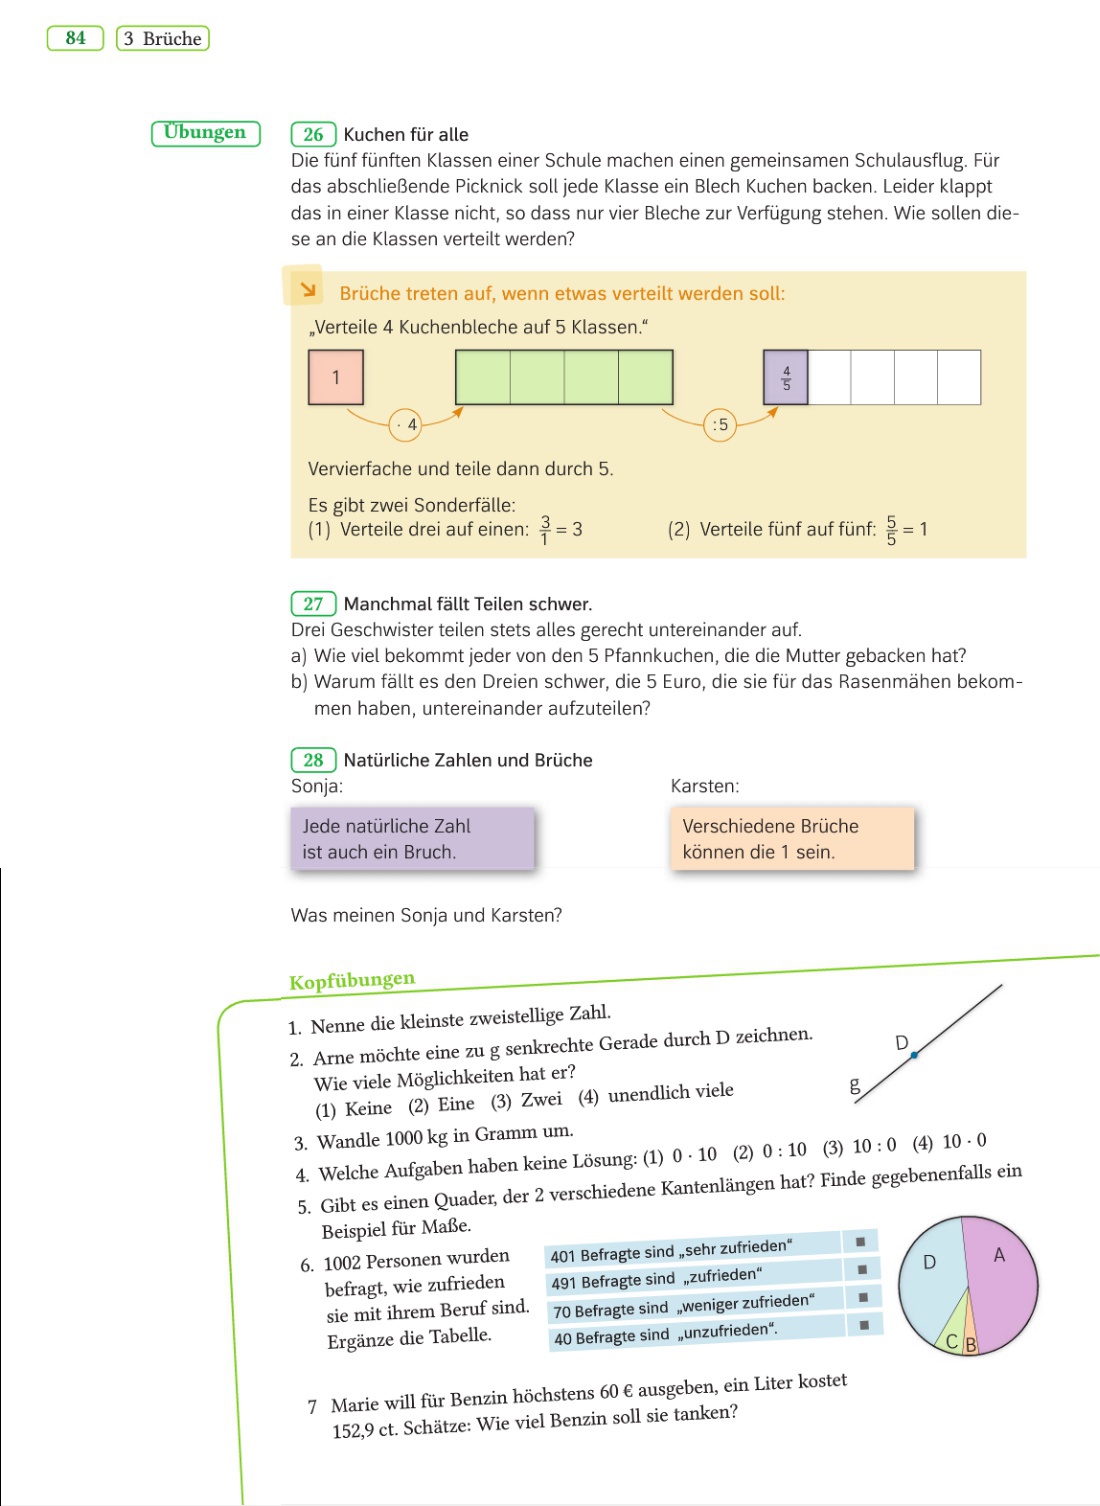 84 3 Brüche
Übungen
26 Kuchen für alle
Die fünf fünften Klassen einer Schule machen einen gemeinsamen Schulausflug. Für
das abschließende Picknick soll jede Klasse ein Blech Kuchen backen. Leider klappt
das in einer Klasse nicht, so dass nur vier Bleche zur Verfügung stehen. Wie sollen die-
se an die Klassen verteilt werden?
Brüche treten auf, wenn etwas verteilt werden soll:
„Verteile 4 Kuchenbleche auf 5 Klassen.“
1
4/5
· 4
:5
Vervierfache und teile dann durch 5.
Es gibt zwei Sonderfälle:
(1) Verteile drei auf einen: 3/1 = 3 (2) Verteile fünf auf fünf: 5/5 = 1
27 Manchmal fällt Teilen schwer.
Drei Geschwister teilen stets alles gerecht untereinander auf.
a) Wie viel bekommt jeder von den 5 Pfannkuchen, die die Mutter gebacken hat?
b) Warum fällt es den Dreien schwer, die 5 Euro, die sie für das Rasenmähen bekom-
men haben, untereinander aufzuteilen?
28 Natürliche Zahlen und Brüche
Sonja:
Jede natürliche Zahl
ist auch ein Bruch.
Karsten:
Verschiedene Brüche
können die 1 sein.
Was meinen Sonja und Karsten?
Kopfübungen
1. Nenne die kleinste zweistellige Zahl.
2. Arne möchte eine zu g senkrechte Gerade durch D zeichnen.
Wie viele Möglichkeiten hat er?
(1) Keine (2) Eine (3) Zwei (4) unendlich viele
D
g
3. Wandle 1000 kg in Gramm um.
4. Welche Aufgaben haben keine Lösung: (1) 0 · 10 (2) 0 : 10 (3) 10 : 0 (4) 10 · 0
5. Gibt es einen Quader, der 2 verschiedene Kantenlängen hat? Finde gegebenenfalls ein
Beispiel für Maße.
6. 1002 Personen wurden
befragt, wie zufrieden
sie mit ihrem Beruf sind.
Ergänze die Tabelle.
401 Befragte sind „sehr zufrieden“
491 Befragte sind „zufrieden“
70 Befragte sind „weniger zufrieden“
40 Befragte sind „unzufrieden“.
D
A
C
B
7 Marie will für Benzin höchstens 60 € ausgeben, ein Liter kostet
152,9 ct. Schätze: Wie viel Benzin soll sie tanken?